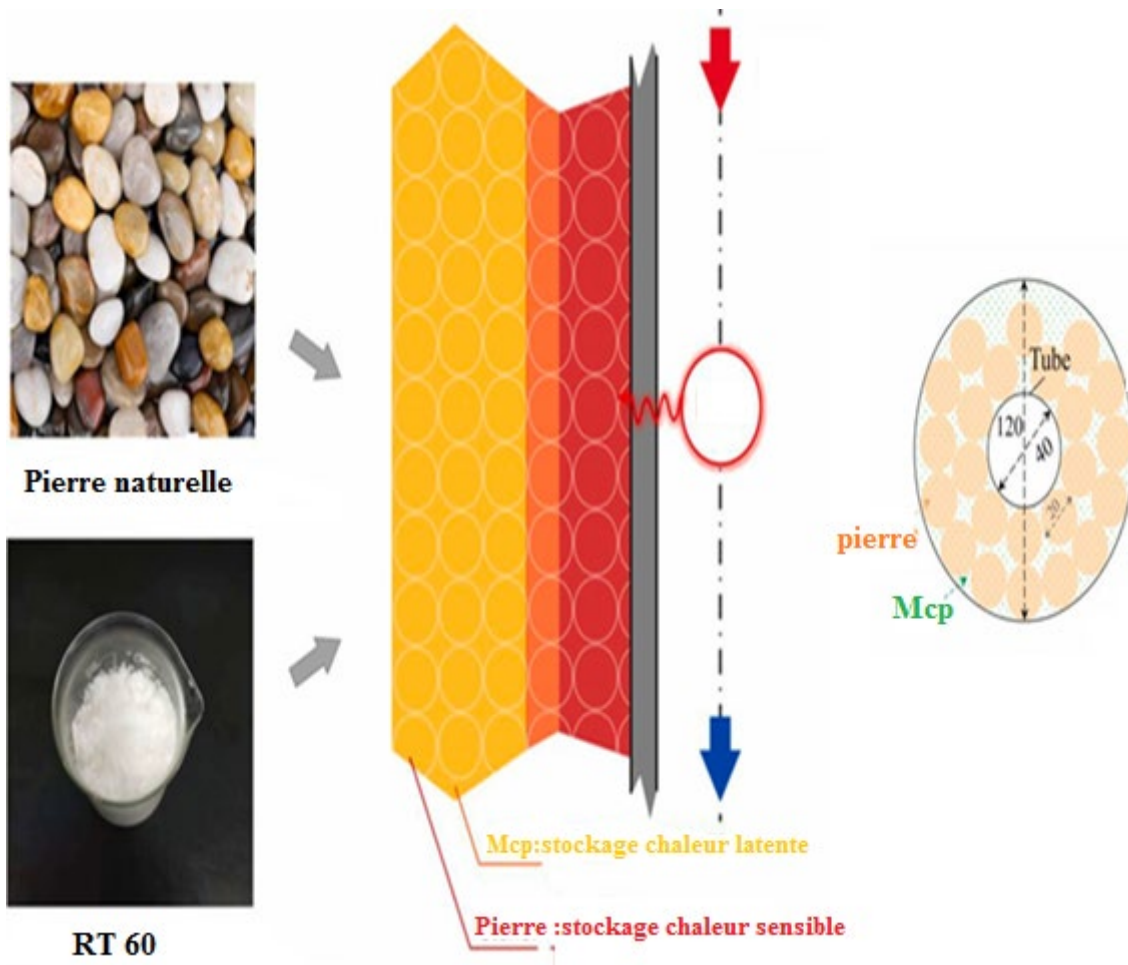 Pierre naturelle
RT 60
Mcp:stockage chaleur latente
Pierre :stockage chaleur sensible
Tube
120
40
20
pierre
Mcp